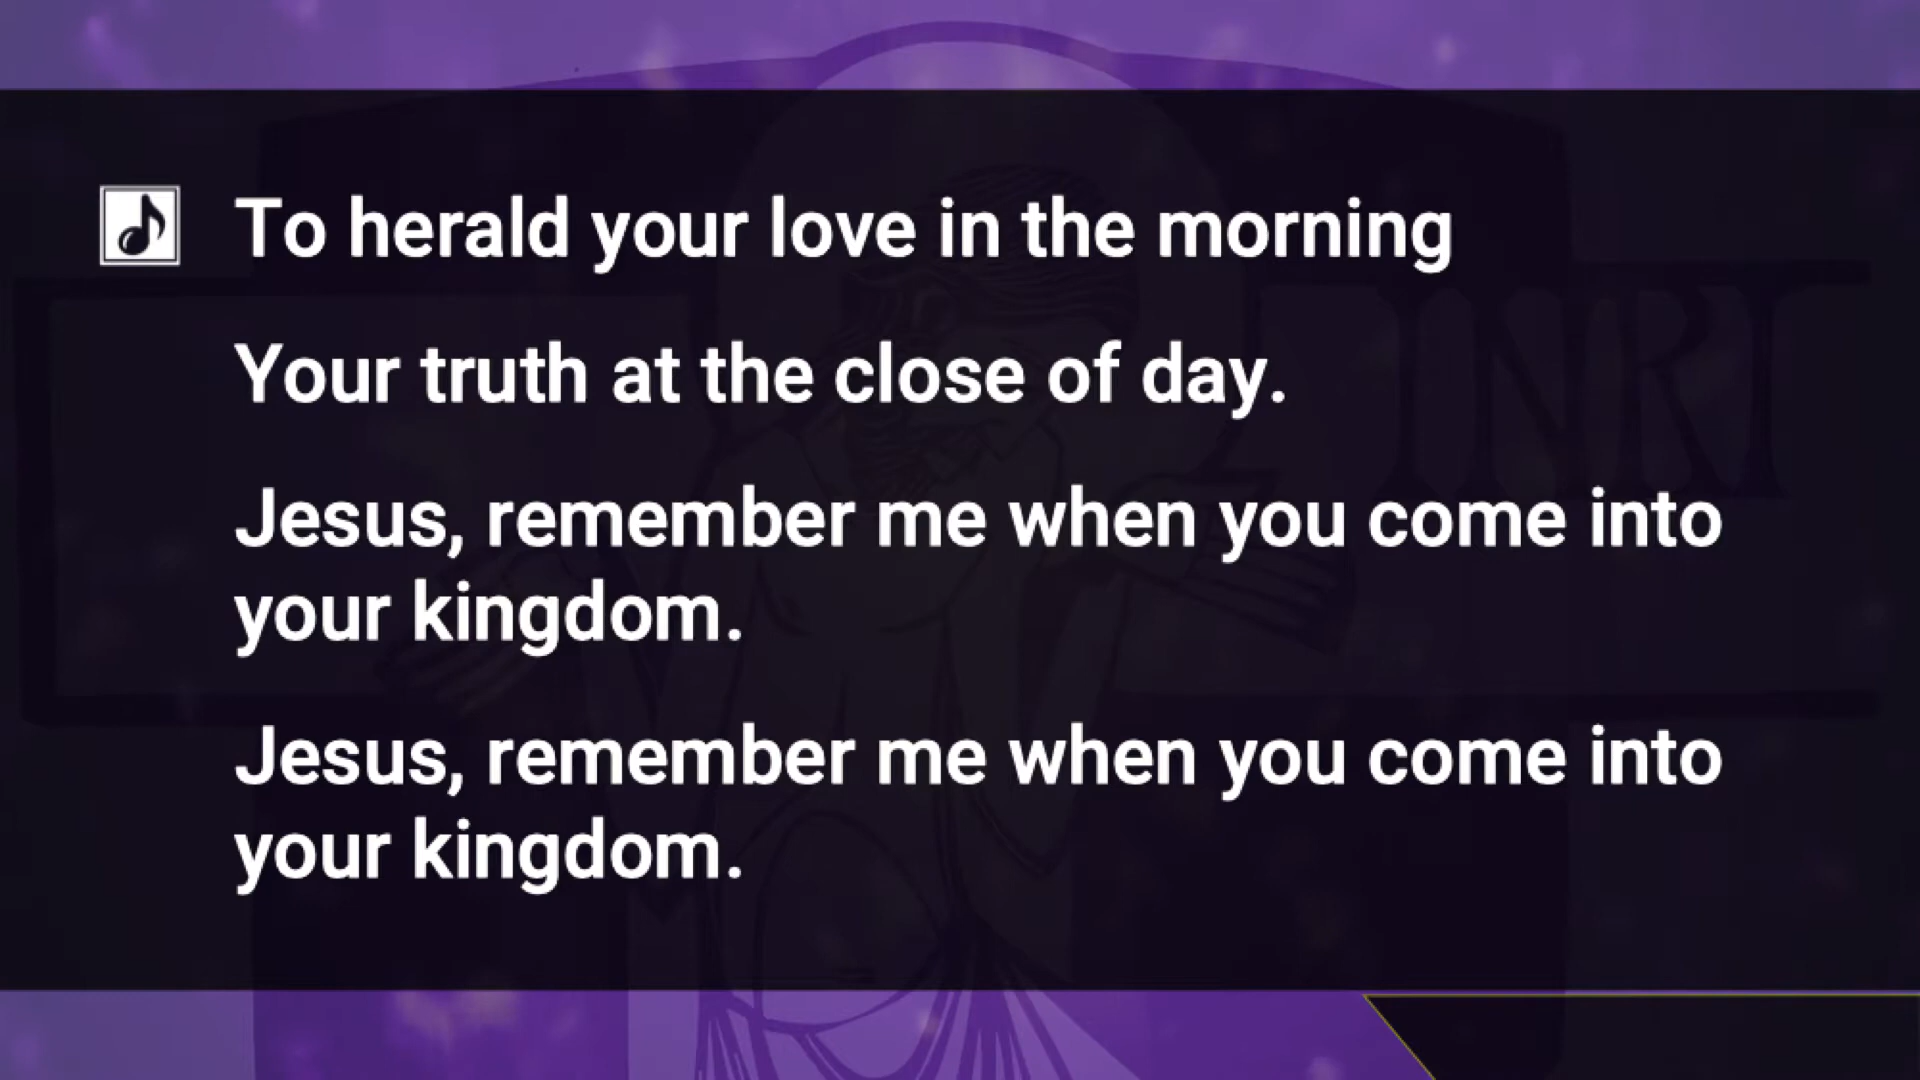 To herald your love in the morning
Your truth at the close of day.
Jesus, remember me when you come into
your kingdom.
Jesus, remember me when you come into
your kingdom.
INRI